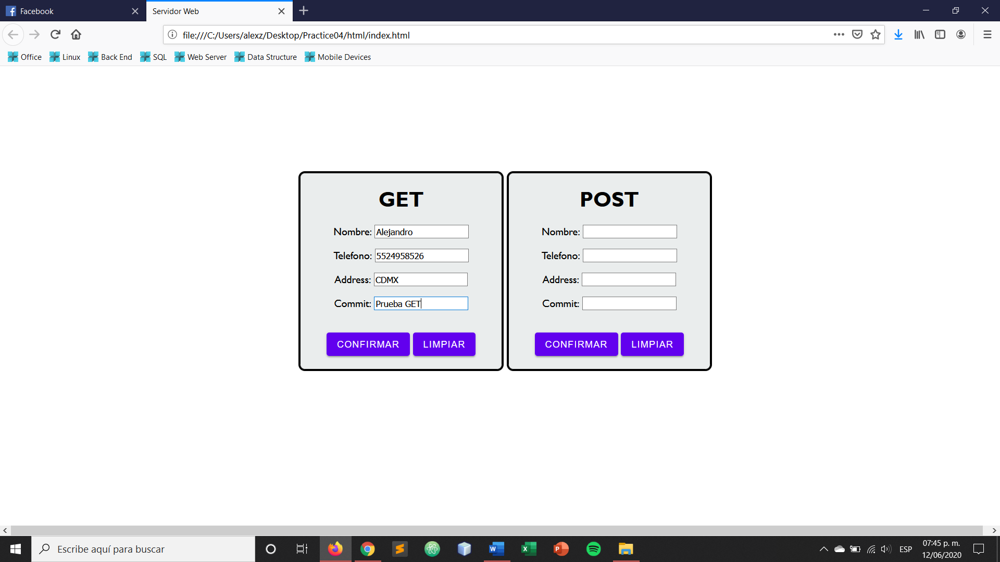 Facebook
Servidor Web
file:///C:/Users/alexz/Desktop/Practice04/html/index.html
Office Linux Back End SQL Web Server Data Structure Mobile Devices
GET
Nombre: Alejandro
Telefono: 5524958526
Address: CDMX
Commit: Prueba GET
CONFIRMAR LIMPIAR
POST
Nombre:
Telefono:
Address:
Commit:
CONFIRMAR LIMPIAR
Escribe aquí para buscar
ESP
07:45 p. m.
12/06/2020